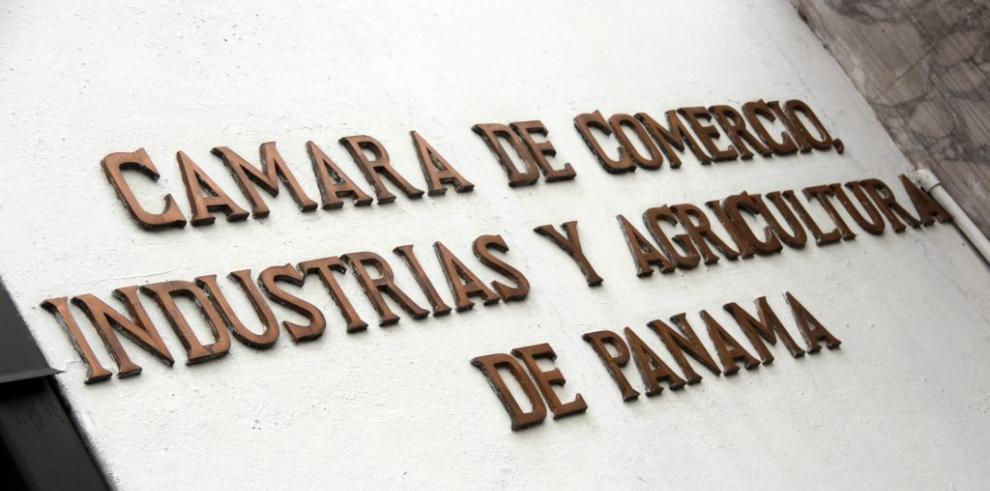 CAMARA DE COMERCIO,
INDUSTRIAS Y AGRICULTURA
DE PANAMA